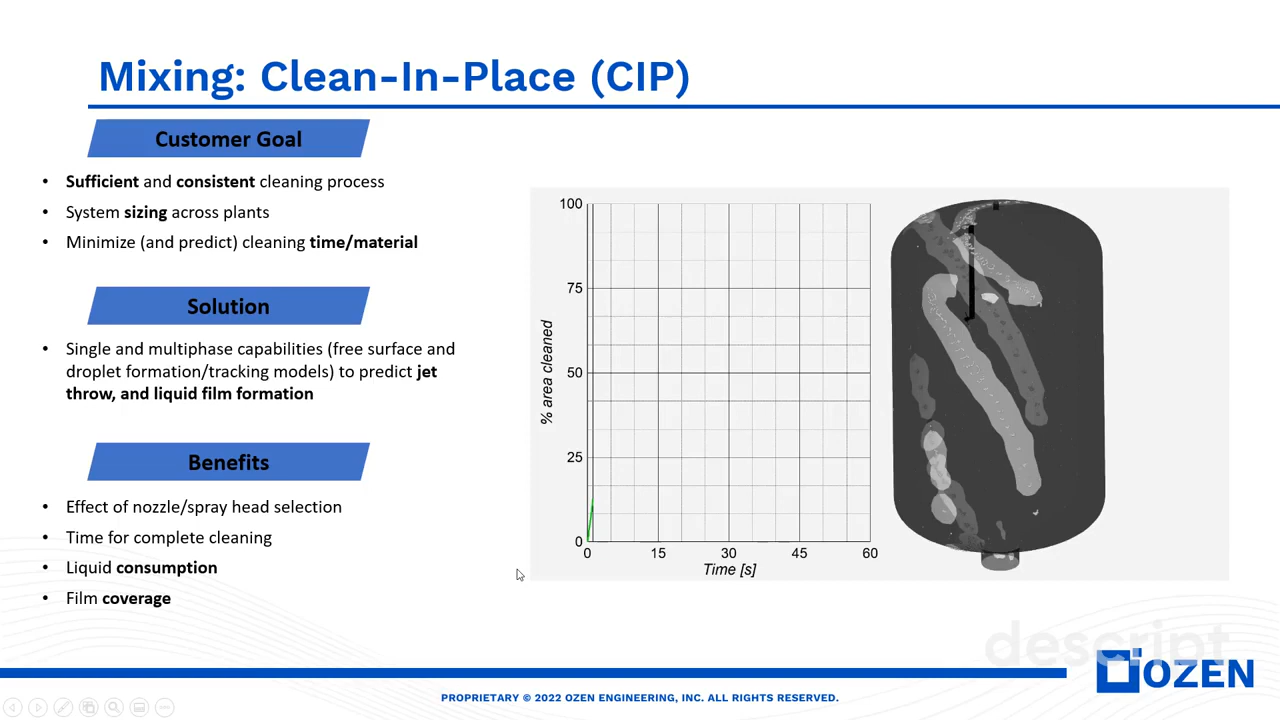 Mixing: Clean-In-Place (CIP)
Customer Goal
• Sufficient and consistent cleaning process
• System sizing across plants
• Minimize (and predict) cleaning time/material
Solution
• Single and multiphase capabilities (free surface and
droplet formation/tracking models) to predict jet
throw, and liquid film formation
Benefits
• Effect of nozzle/spray head selection
• Time for complete cleaning
• Liquid consumption
• Film coverage
100
75
50
25
0
% area cleaned
0 15 30 45 60
Time [s]
descript
OZEN
PROPRIETARY © 2022 OZEN ENGINEERING, INC. ALL RIGHTS RESERVED.